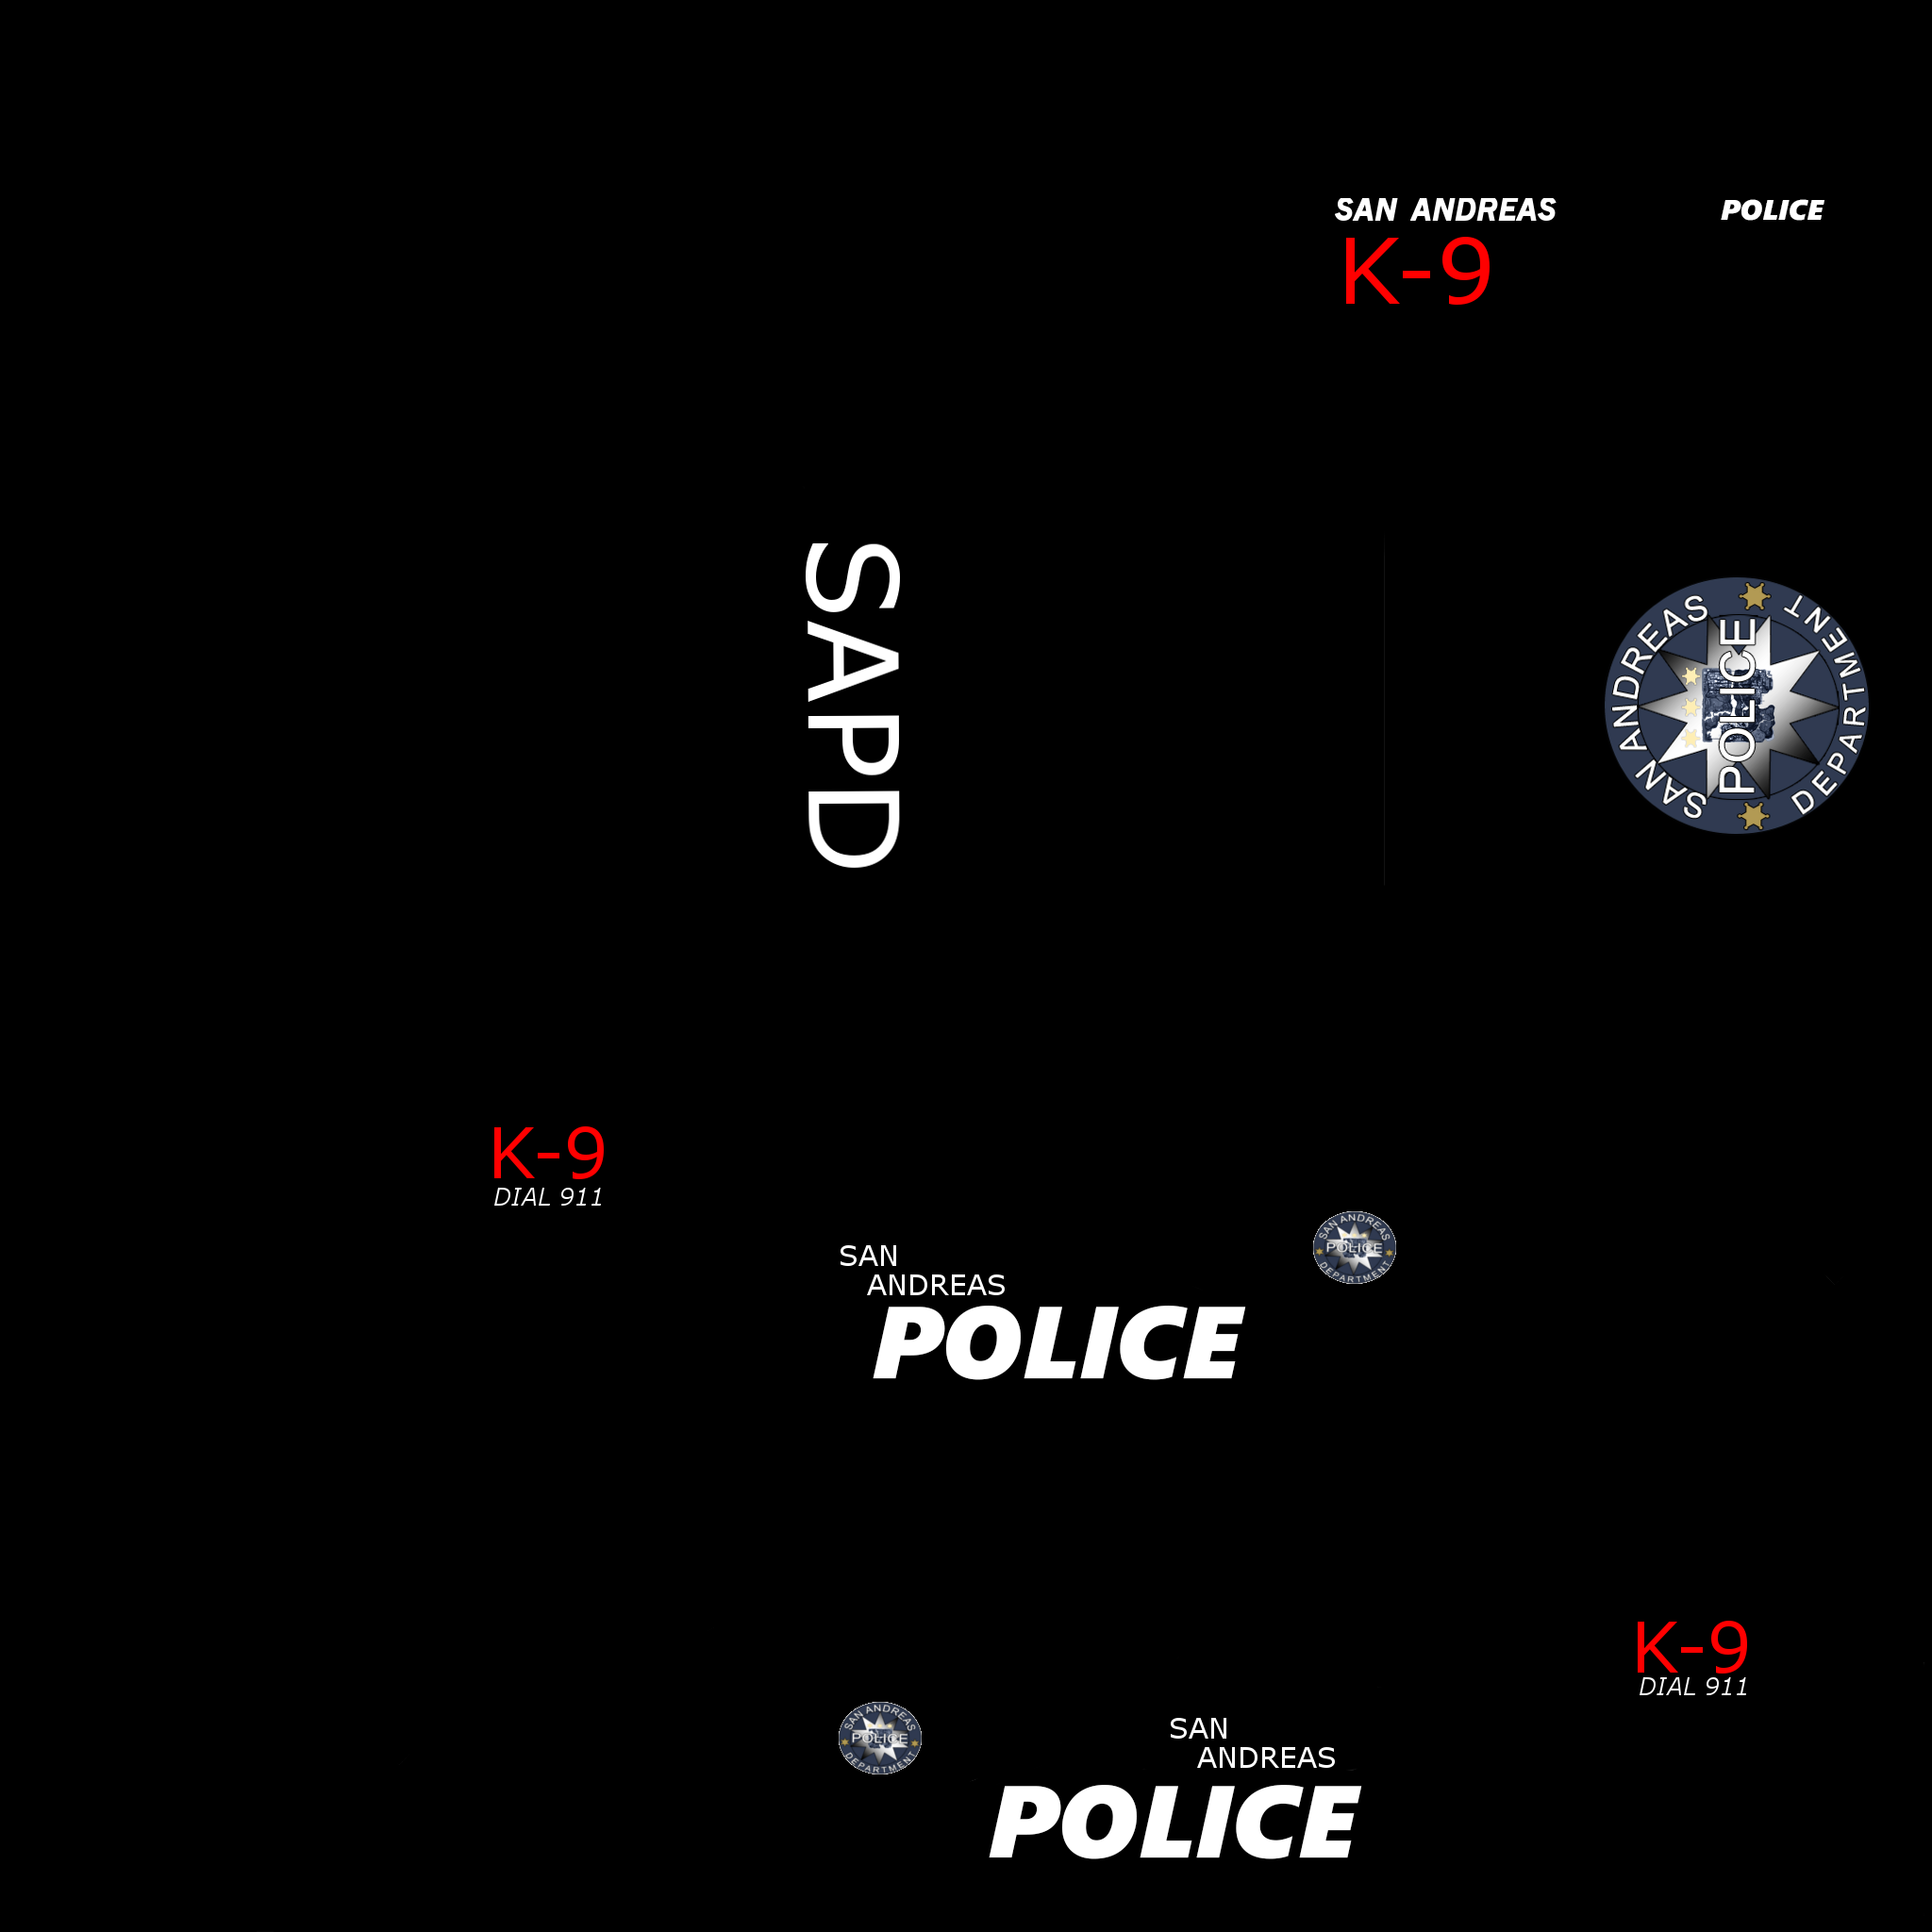 SAN ANDREAS
POLICE
K-9
SAPD
SAN ANDREAS
POLICE
DEPARTMENT
K-9
DIAL 911
SAN ANDREAS
POLICE
DEPARTMENT
SAN
ANDREAS
POLICE
K-9
DIAL 911
SAN ANDREAS
POLICE
DEPARTMENT
SAN
ANDREAS
POLICE